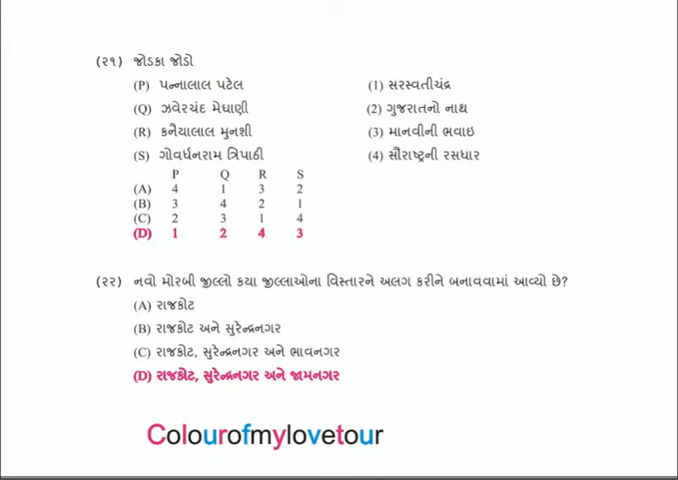 (૨૧) જોડકા જોડો
(P) પન્નાલાલ પટેલ (1) સરસ્વતીચંદ્ર
(Q) ઝવેરચંદ મેઘાણી (2) ગુજરાતનો નાથ
(R) કનૈયાલાલ મુનશી (3) માનવીની ભવાઇ
(S) ગોવર્ધનરામ ત્રિપાઠી (4) સૌરાષ્ટ્રની રસધાર
P Q R S
(A) 4 1 3 2
(B) 3 4 2 1
(C) 2 3 1 4
(D) 1 2 4 3
(૨૨) નવો મોરબી જીલ્લો કયા જીલ્લાઓના વિસ્તારને અલગ કરીને બનાવવામાં આવ્યો છે?
(A) રાજકોટ
(B) રાજકોટ અને સુરેન્દ્રનગર
(C) રાજકોટ, સુરેન્દ્રનગર અને ભાવનગર
(D) રાજકોટ, સુરેન્દ્રનગર અને જામનગર
Colourofmylovetour